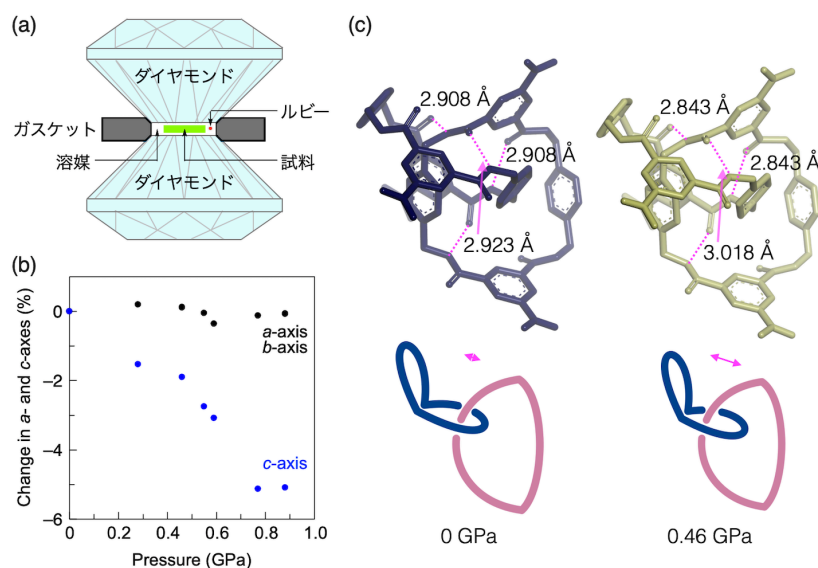 (a)
ダイヤモンド
ルビー
ガスケット
溶媒
試料
ダイヤモンド
(b)
Change in a- and c-axes (%)
0
−2
−4
−6
a-axis
b-axis
c-axis
0 0.2 0.4 0.6 0.8 1.0
Pressure (GPa)
(c)
2.908 Å
2.908 Å
2.923 Å
2.843 Å
2.843 Å
3.018 Å
0 GPa
0.46 GPa